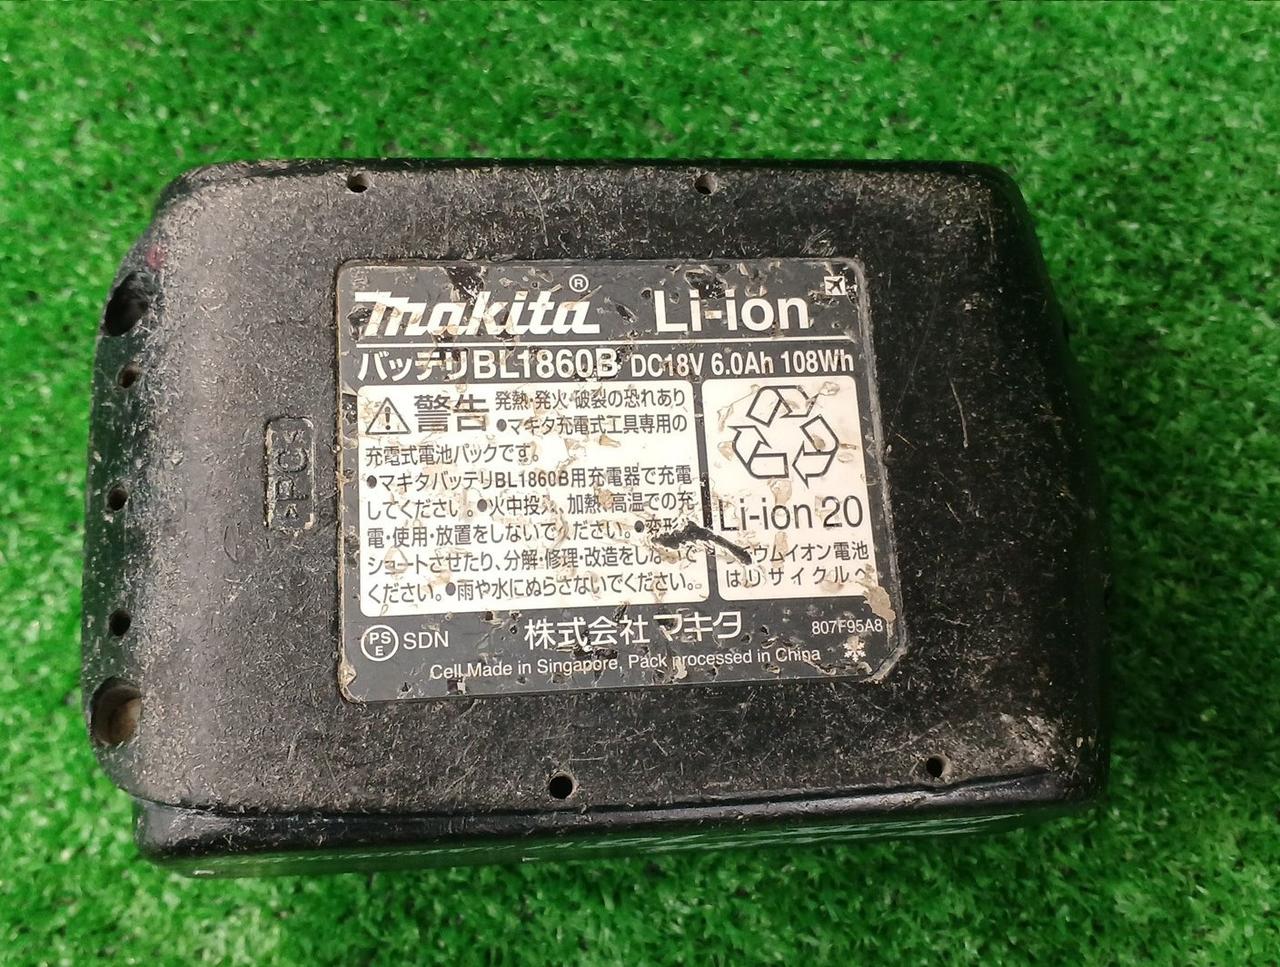 makita® Li-ion
バッテリBL1860B DC18V 6.0Ah 108Wh
警告 発熱・発火・破裂の恐れあり
●マキタ充電式工具専用の
充電式電池パックです。
●マキタバッテリBL1860B用充電器で充電
してください。●火中投 、加熱、高温での充
電・使用・放置をしないでください。●変形
ショートさせたり、分解・修理・改造をしないで
ください。●雨や水にぬらさないでください。
Li-ion 20
ウムイオン電池
はリサイクルへ
PSE SDN 株式会社 マキタ 807F95A8
Cell Made in Singapore, Pack processed in China
>PC<